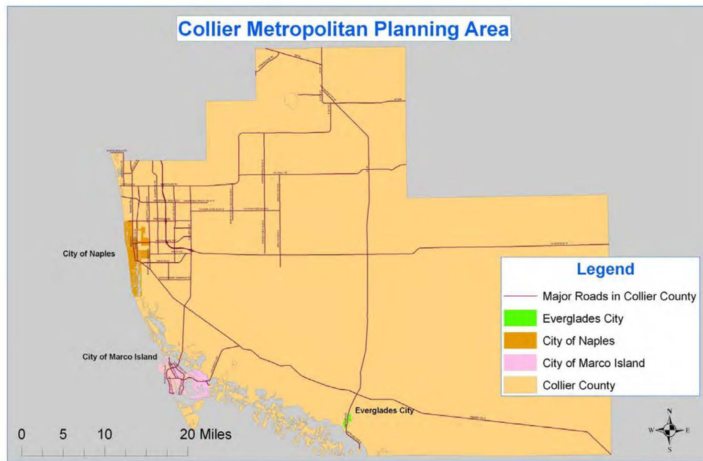 Collier Metropolitan Planning Area
City of Naples
City of Marco Island
Everglades City
Legend
Major Roads in Collier County
Everglades City
City of Naples
City of Marco Island
Collier County
0 5 10 20 Miles
N
W E
S